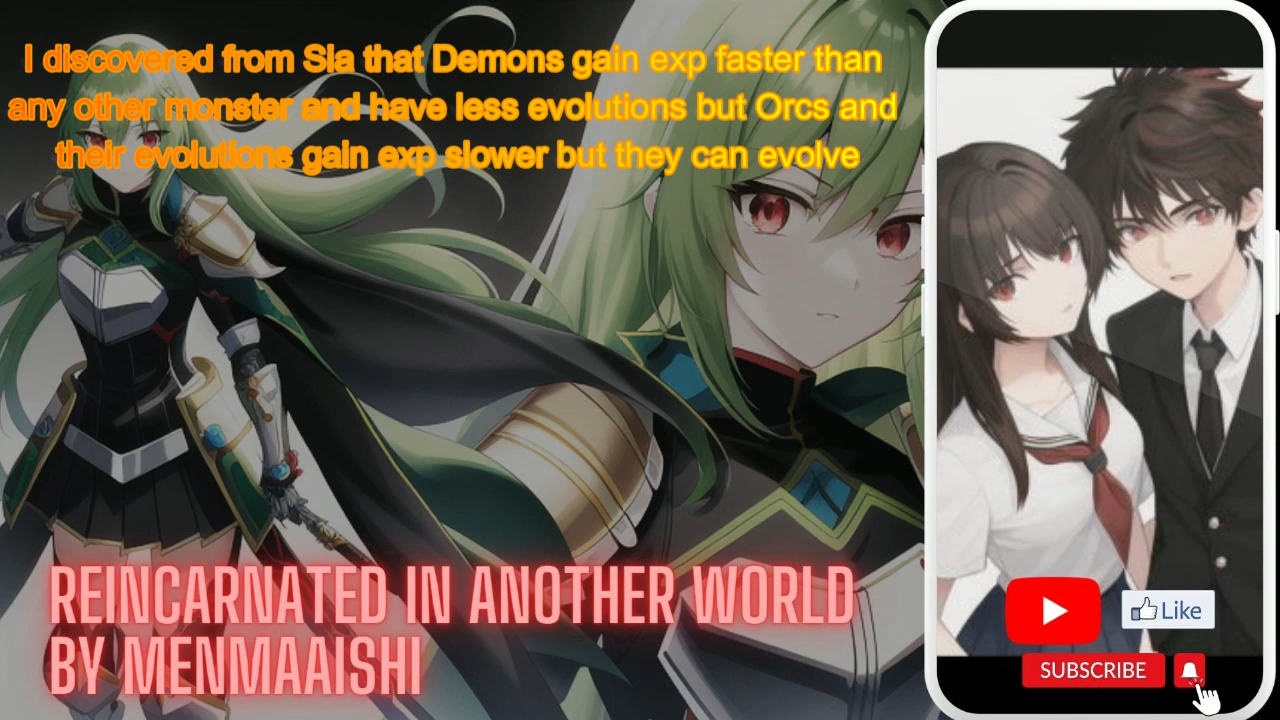 I discovered from Sia that Demons gain exp faster than
any other monster and have less evolutions but Orcs and
their evolutions gain exp slower but they can evolve
REINCARNATED IN ANOTHER WORLD
BY MENMAAISHI
Like
SUBSCRIBE